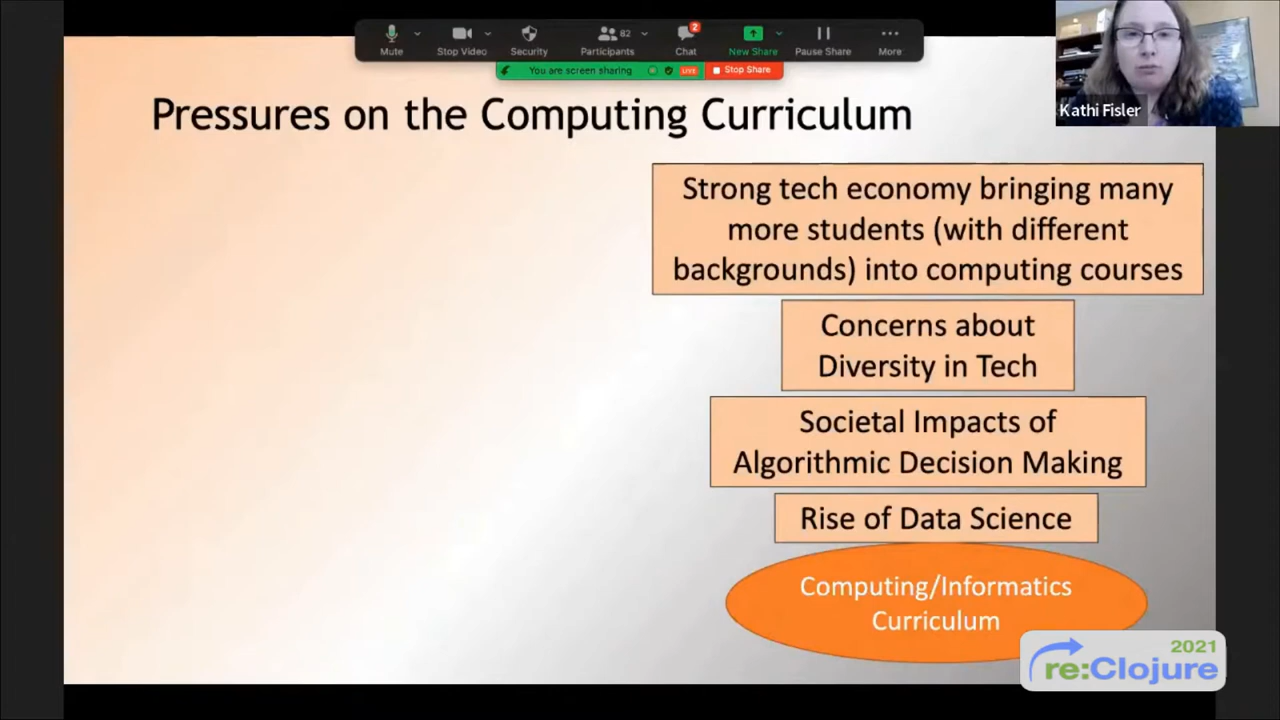 82
2
Mute
Stop Video
Security
Participants
Chat
New Share
Pause Share
More
You are screen sharing
LIVE
Stop Share
Kathi Fisler
Pressures on the Computing Curriculum
Strong tech economy bringing many
more students (with different
backgrounds) into computing courses
Concerns about
Diversity in Tech
Societal Impacts of
Algorithmic Decision Making
Rise of Data Science
Computing/Informatics
Curriculum
2021
re:Clojure